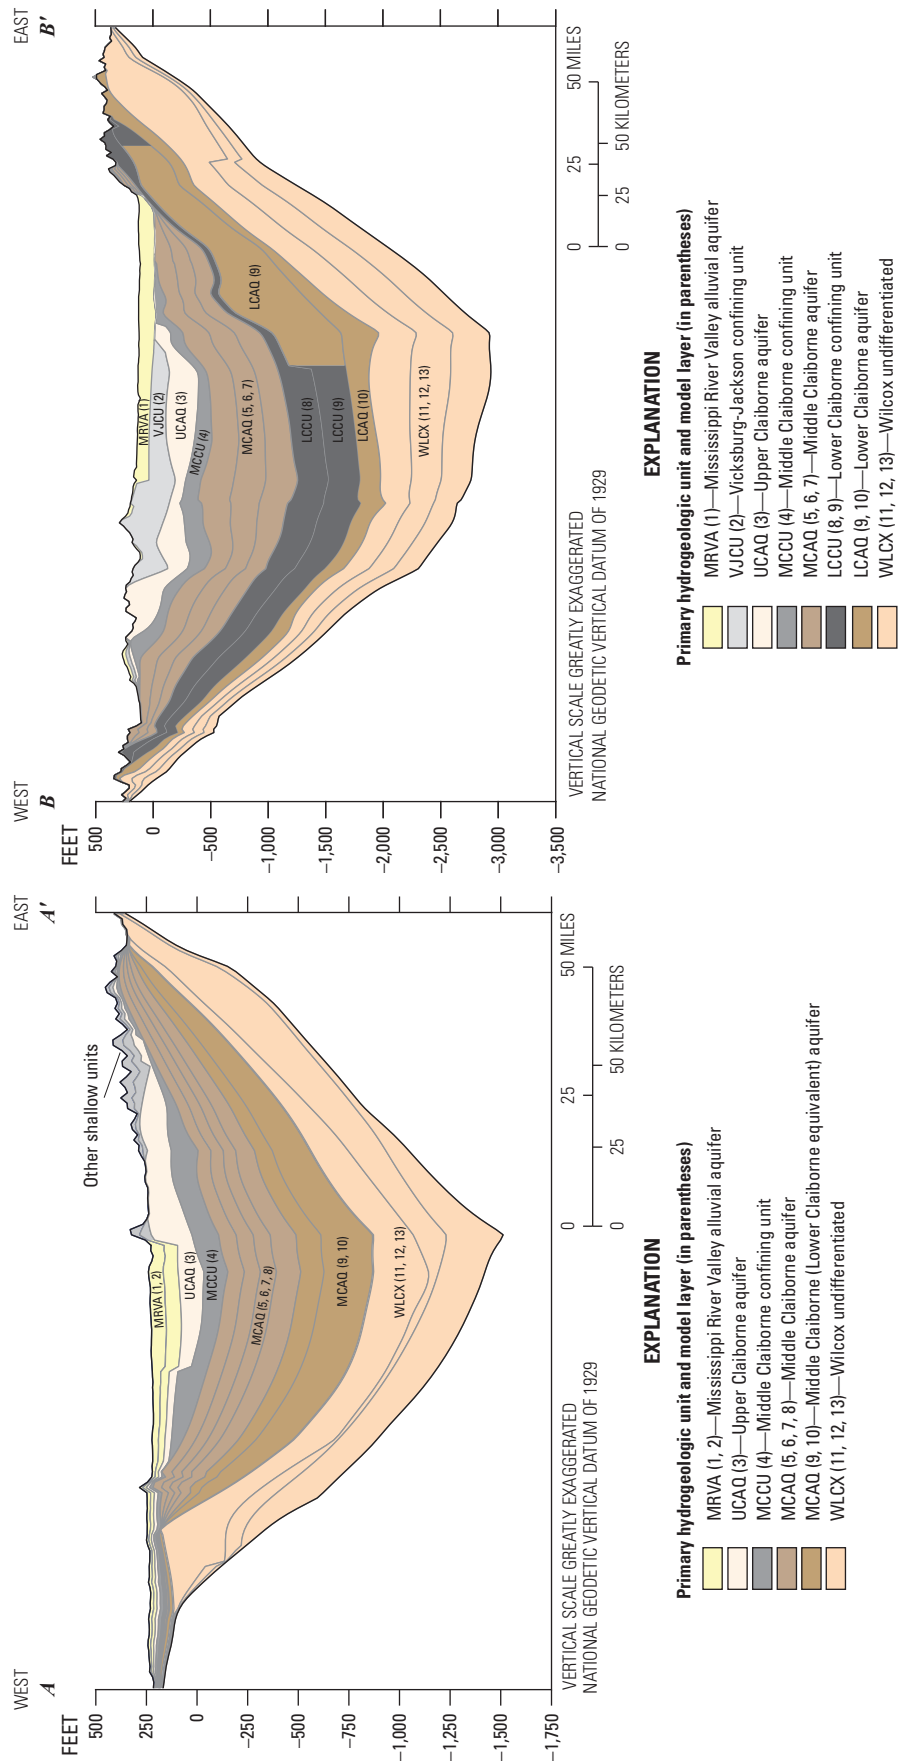 WEST
A
EAST
A'
FEET
500
250
0
–250
–500
–750
–1,000
–1,250
–1,500
–1,750
Other shallow units
MRVA (1, 2)
UCAQ (3)
MCCU (4)
MCAQ (5, 6, 7, 8)
MCAQ (9, 10)
WLCX (11, 12, 13)
VERTICAL SCALE GREATLY EXAGGERATED
NATIONAL GEODETIC VERTICAL DATUM OF 1929
0 25 50 MILES
0 25 50 KILOMETERS
EXPLANATION
Primary hydrogeologic unit and model layer (in parentheses)
MRVA (1, 2)—Mississippi River Valley alluvial aquifer
UCAQ (3)—Upper Claiborne aquifer
MCCU (4)—Middle Claiborne confining unit
MCAQ (5, 6, 7, 8)—Middle Claiborne aquifer
MCAQ (9, 10)—Middle Claiborne (Lower Claiborne equivalent) aquifer
WLCX (11, 12, 13)—Wilcox undifferentiated
WEST
B
EAST
B'
FEET
500
0
–500
–1,000
–1,500
–2,000
–2,500
–3,000
–3,500
MRVA (1)
VJCU (2)
UCAQ (3)
MCCU (4)
MCAQ (5, 6, 7)
LCAQ (9)
LCCU (8)
LCCU (9)
LCAQ (10)
WLCX (11, 12, 13)
VERTICAL SCALE GREATLY EXAGGERATED
NATIONAL GEODETIC VERTICAL DATUM OF 1929
0 25 50 MILES
0 25 50 KILOMETERS
EXPLANATION
Primary hydrogeologic unit and model layer (in parentheses)
MRVA (1)—Mississippi River Valley alluvial aquifer
VJCU (2)—Vicksburg-Jackson confining unit
UCAQ (3)—Upper Claiborne aquifer
MCCU (4)—Middle Claiborne confining unit
MCAQ (5, 6, 7)—Middle Claiborne aquifer
LCCU (8, 9)—Lower Claiborne confining unit
LCAQ (9, 10)—Lower Claiborne aquifer
WLCX (11, 12, 13)—Wilcox undifferentiated